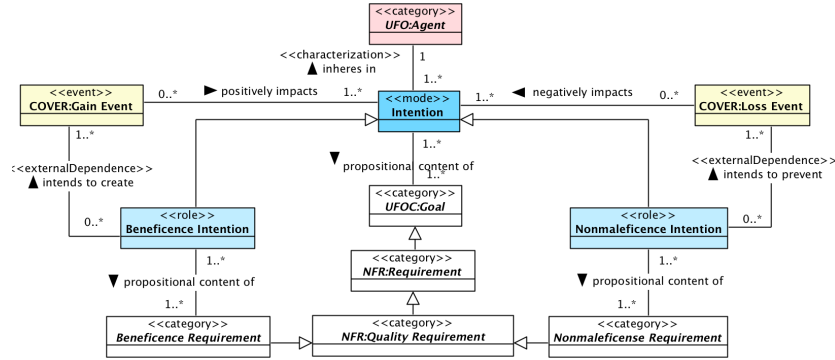 <<category>>
UFO:Agent
<<characterization>>
inheres in
1
1..*
<<event>>
COVER:Gain Event
0..*
positively impacts
1..*
<<mode>>
Intention
1..*
negatively impacts
0..*
<<event>>
COVER:Loss Event
1..*
<<externalDependence>>
intends to create
0..*
1..*
propositional content of
1..*
1..*
<<externalDependence>>
intends to prevent
0..*
<<role>>
Beneficence Intention
<<category>>
UFOC:Goal
<<role>>
Nonmaleficence Intention
1..*
propositional content of
1..*
<<category>>
NFR:Requirement
1..*
propositional content of
1..*
<<category>>
Beneficence Requirement
<<category>>
NFR:Quality Requirement
<<category>>
Nonmaleficense Requirement